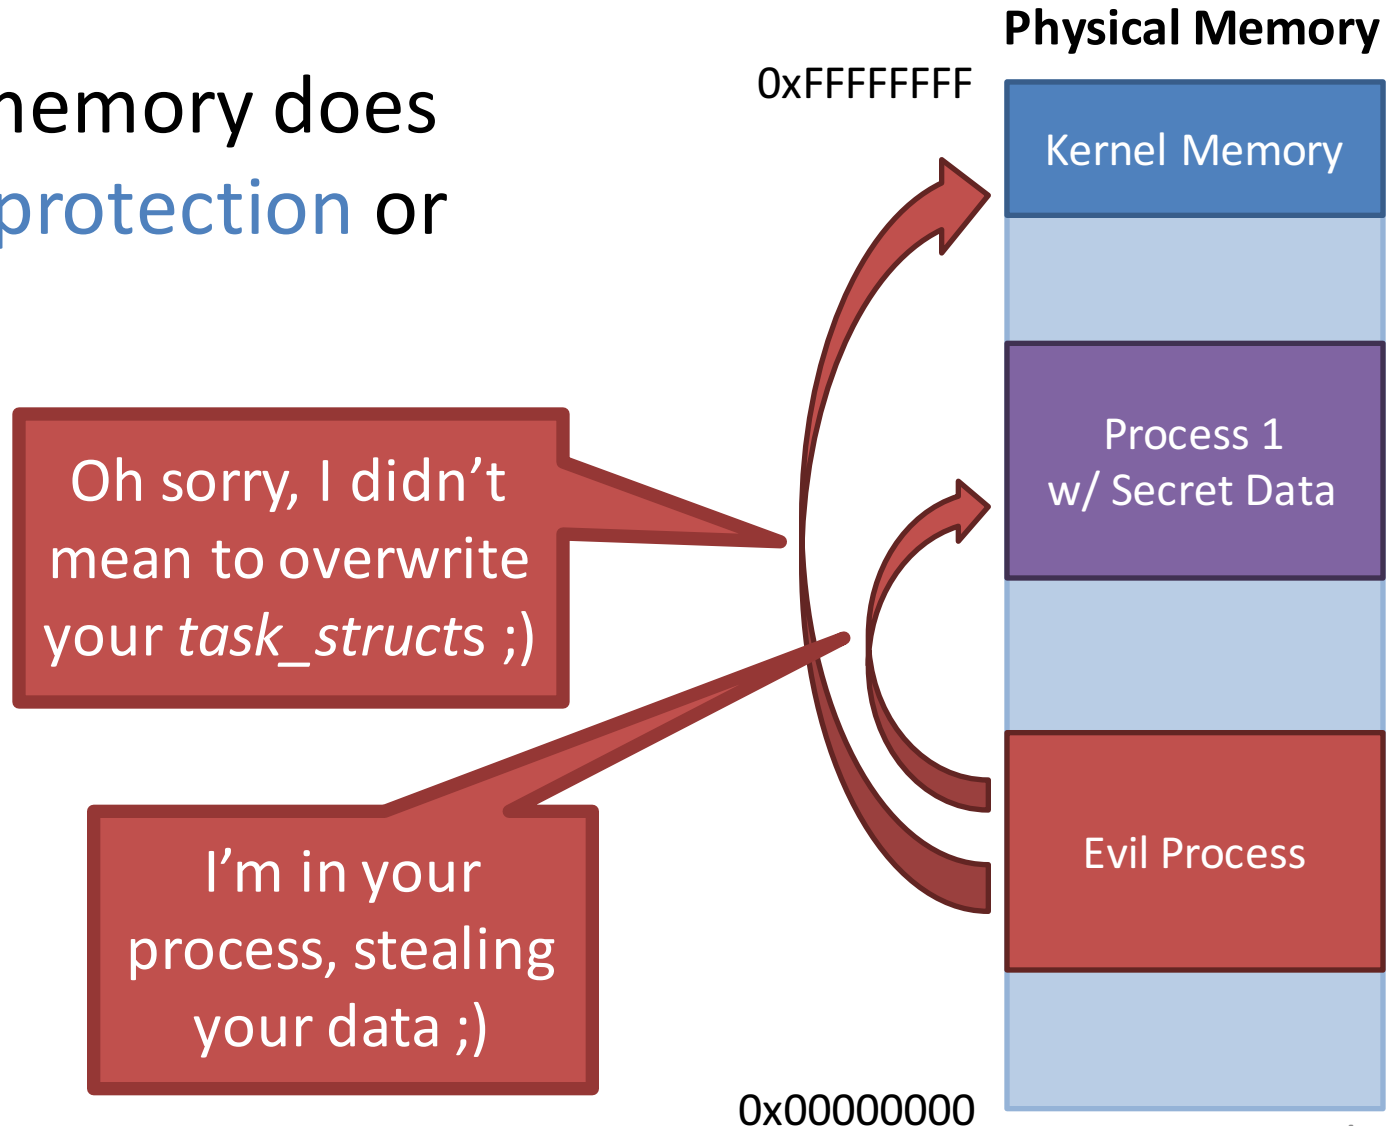 Physical Memory
0xFFFFFFFF
memory does
protection or
Kernel Memory
Process 1
w/ Secret Data
Oh sorry, I didn’t
mean to overwrite
your task_structs ;)
I’m in your
process, stealing
your data ;)
Evil Process
0x00000000